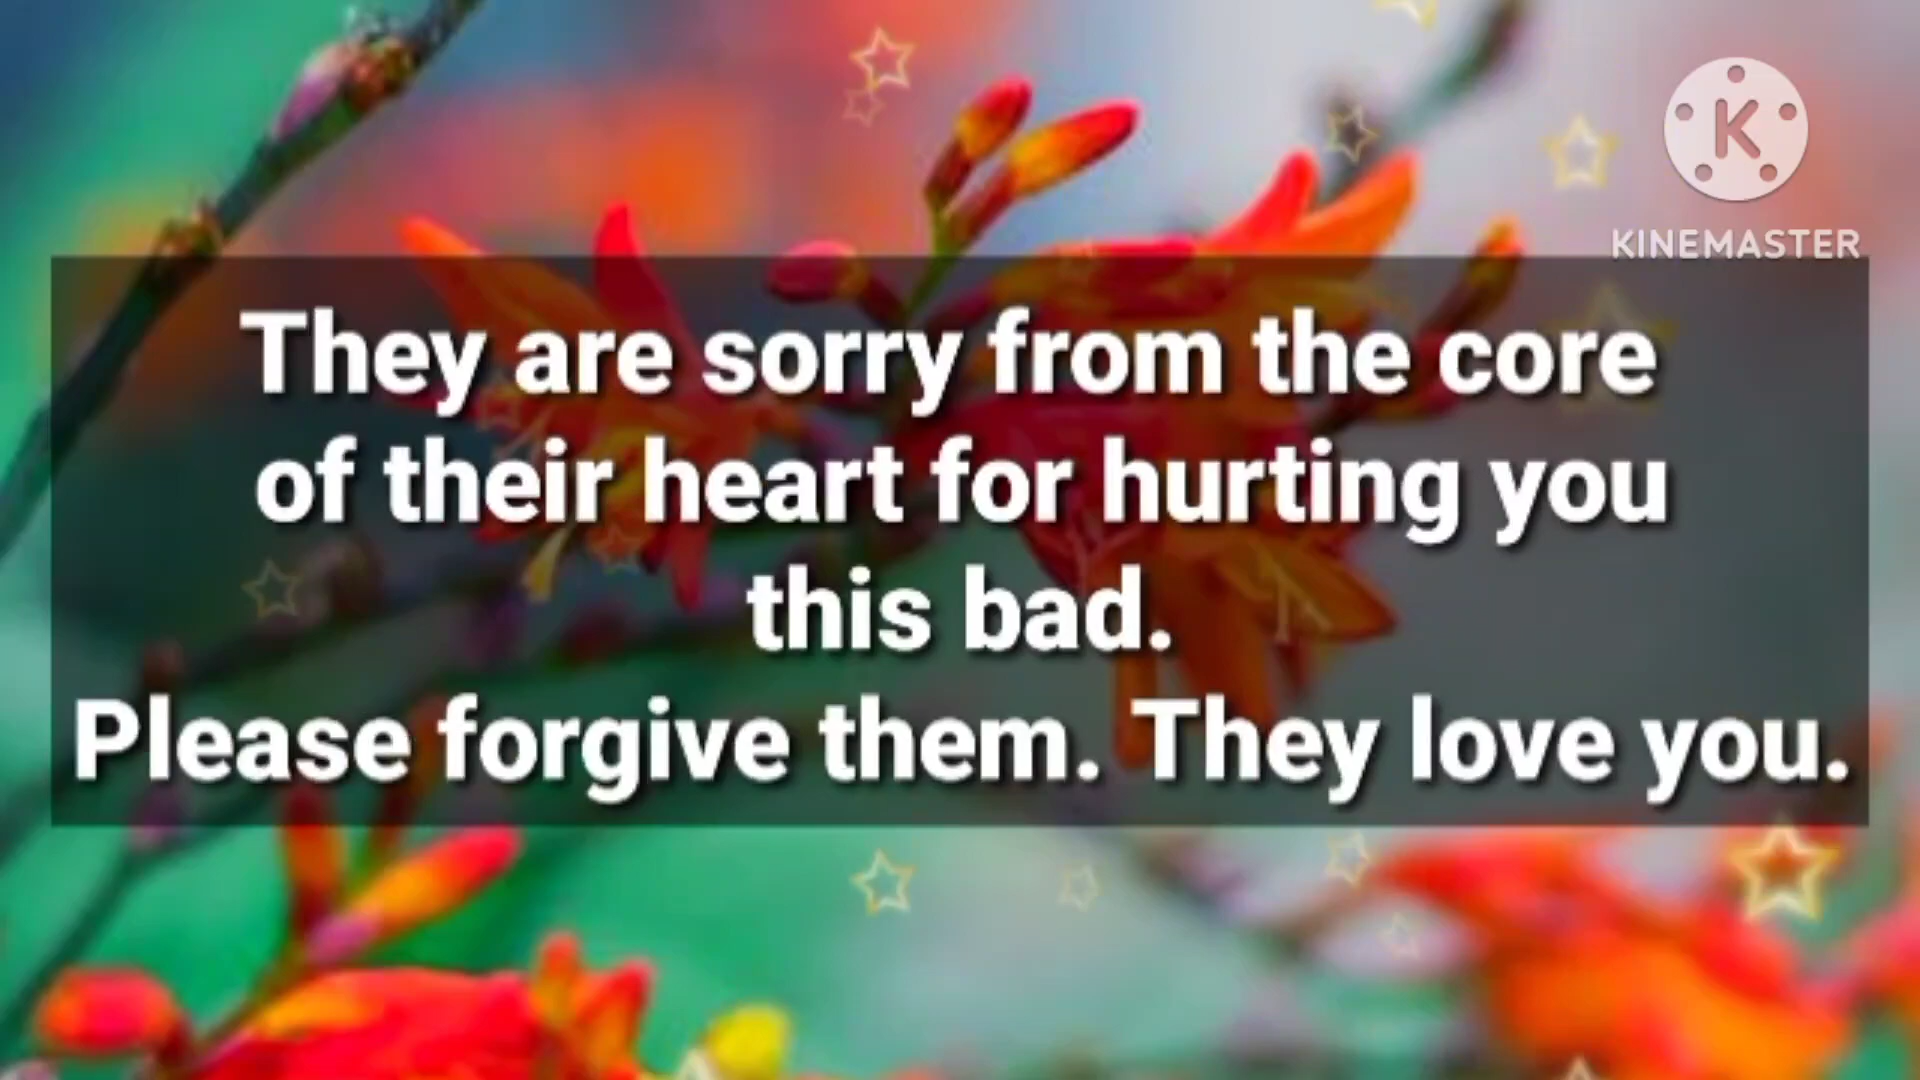 K
KINEMASTER
They are sorry from the core
of their heart for hurting you
this bad.
Please forgive them. They love you.